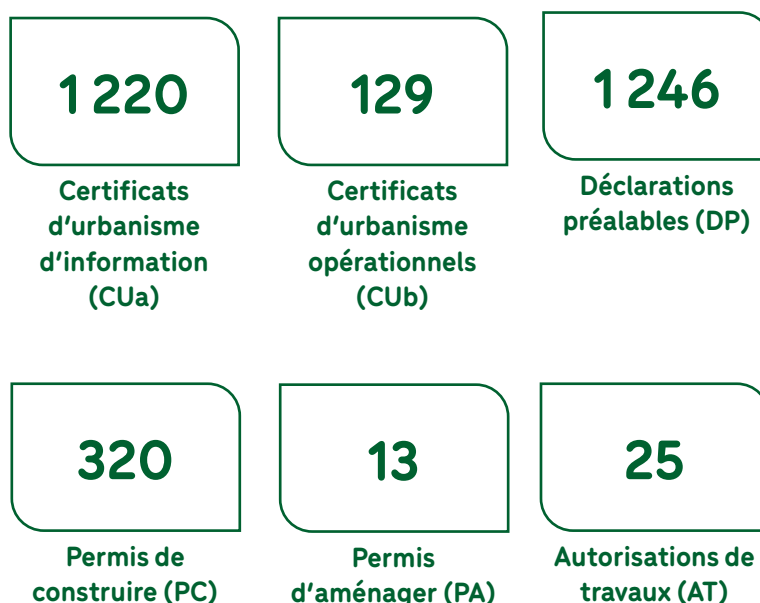 1 220
Certificats
d’urbanisme
d’information
(CUa)
129
Certificats
d’urbanisme
opérationnels
(CUb)
1 246
Déclarations
préalables (DP)
320
Permis de
construire (PC)
13
Permis
d’aménager (PA)
25
Autorisations de
travaux (AT)